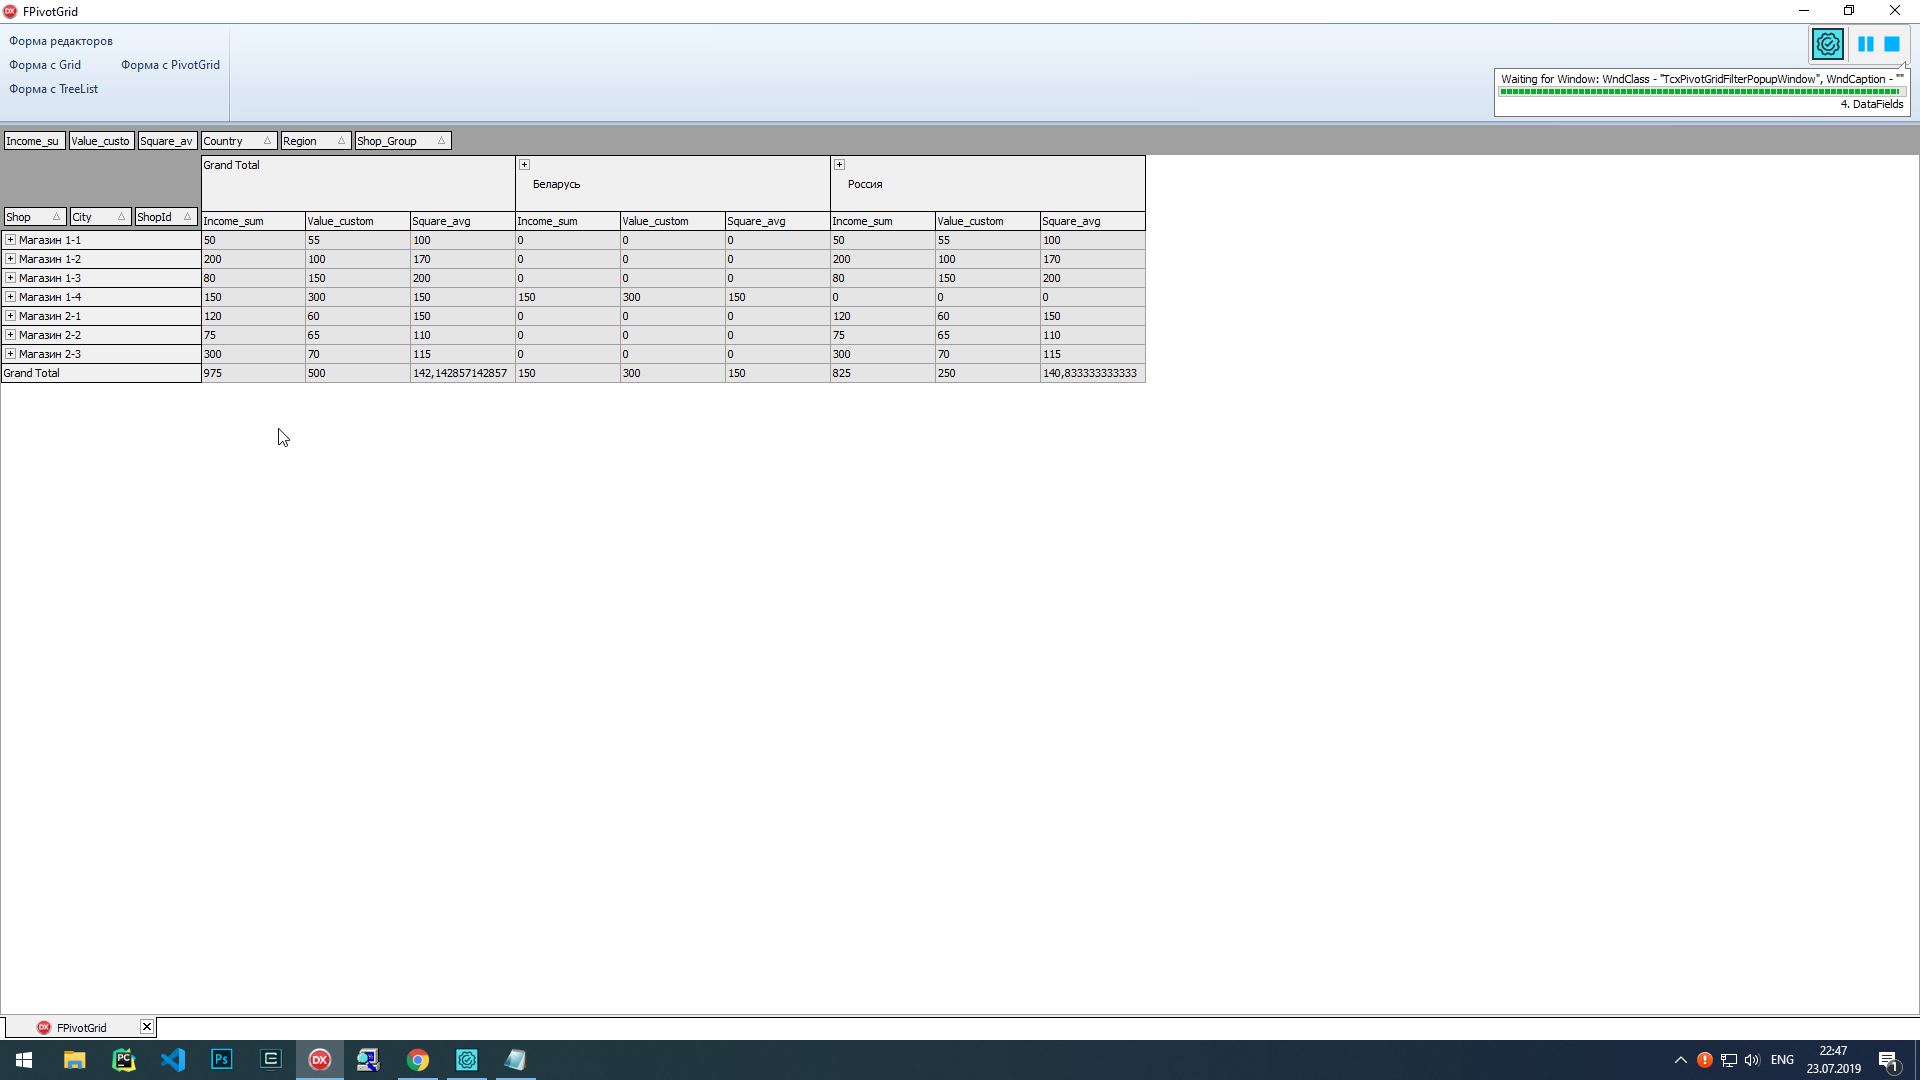 FPivotGrid
Форма редакторов
Форма с Grid Форма с PivotGrid
Форма с TreeList
Waiting for Window: WndClass - "TcxPivotGridFilterPopupWindow", WndCaption - ""
4. DataFields
Income_su Value_custo Square_av Country Region Shop_Group
Grand Total
Беларусь Россия
Shop City ShopId
Income_sum Value_custom Square_avg Income_sum Value_custom Square_avg Income_sum Value_custom Square_avg
Магазин 1-1 50 55 100 0 0 0 50 55 100
Магазин 1-2 200 100 170 0 0 0 200 100 170
Магазин 1-3 80 150 200 0 0 0 80 150 200
Магазин 1-4 150 300 150 150 300 150 0 0 0
Магазин 2-1 120 60 150 0 0 0 120 60 150
Магазин 2-2 75 65 110 0 0 0 75 65 110
Магазин 2-3 300 70 115 0 0 0 300 70 115
Grand Total 975 500 142,142857142857 150 300 150 825 250 140,833333333333
FPivotGrid
PC Ps DX ENG 22:47
23.07.2019 1